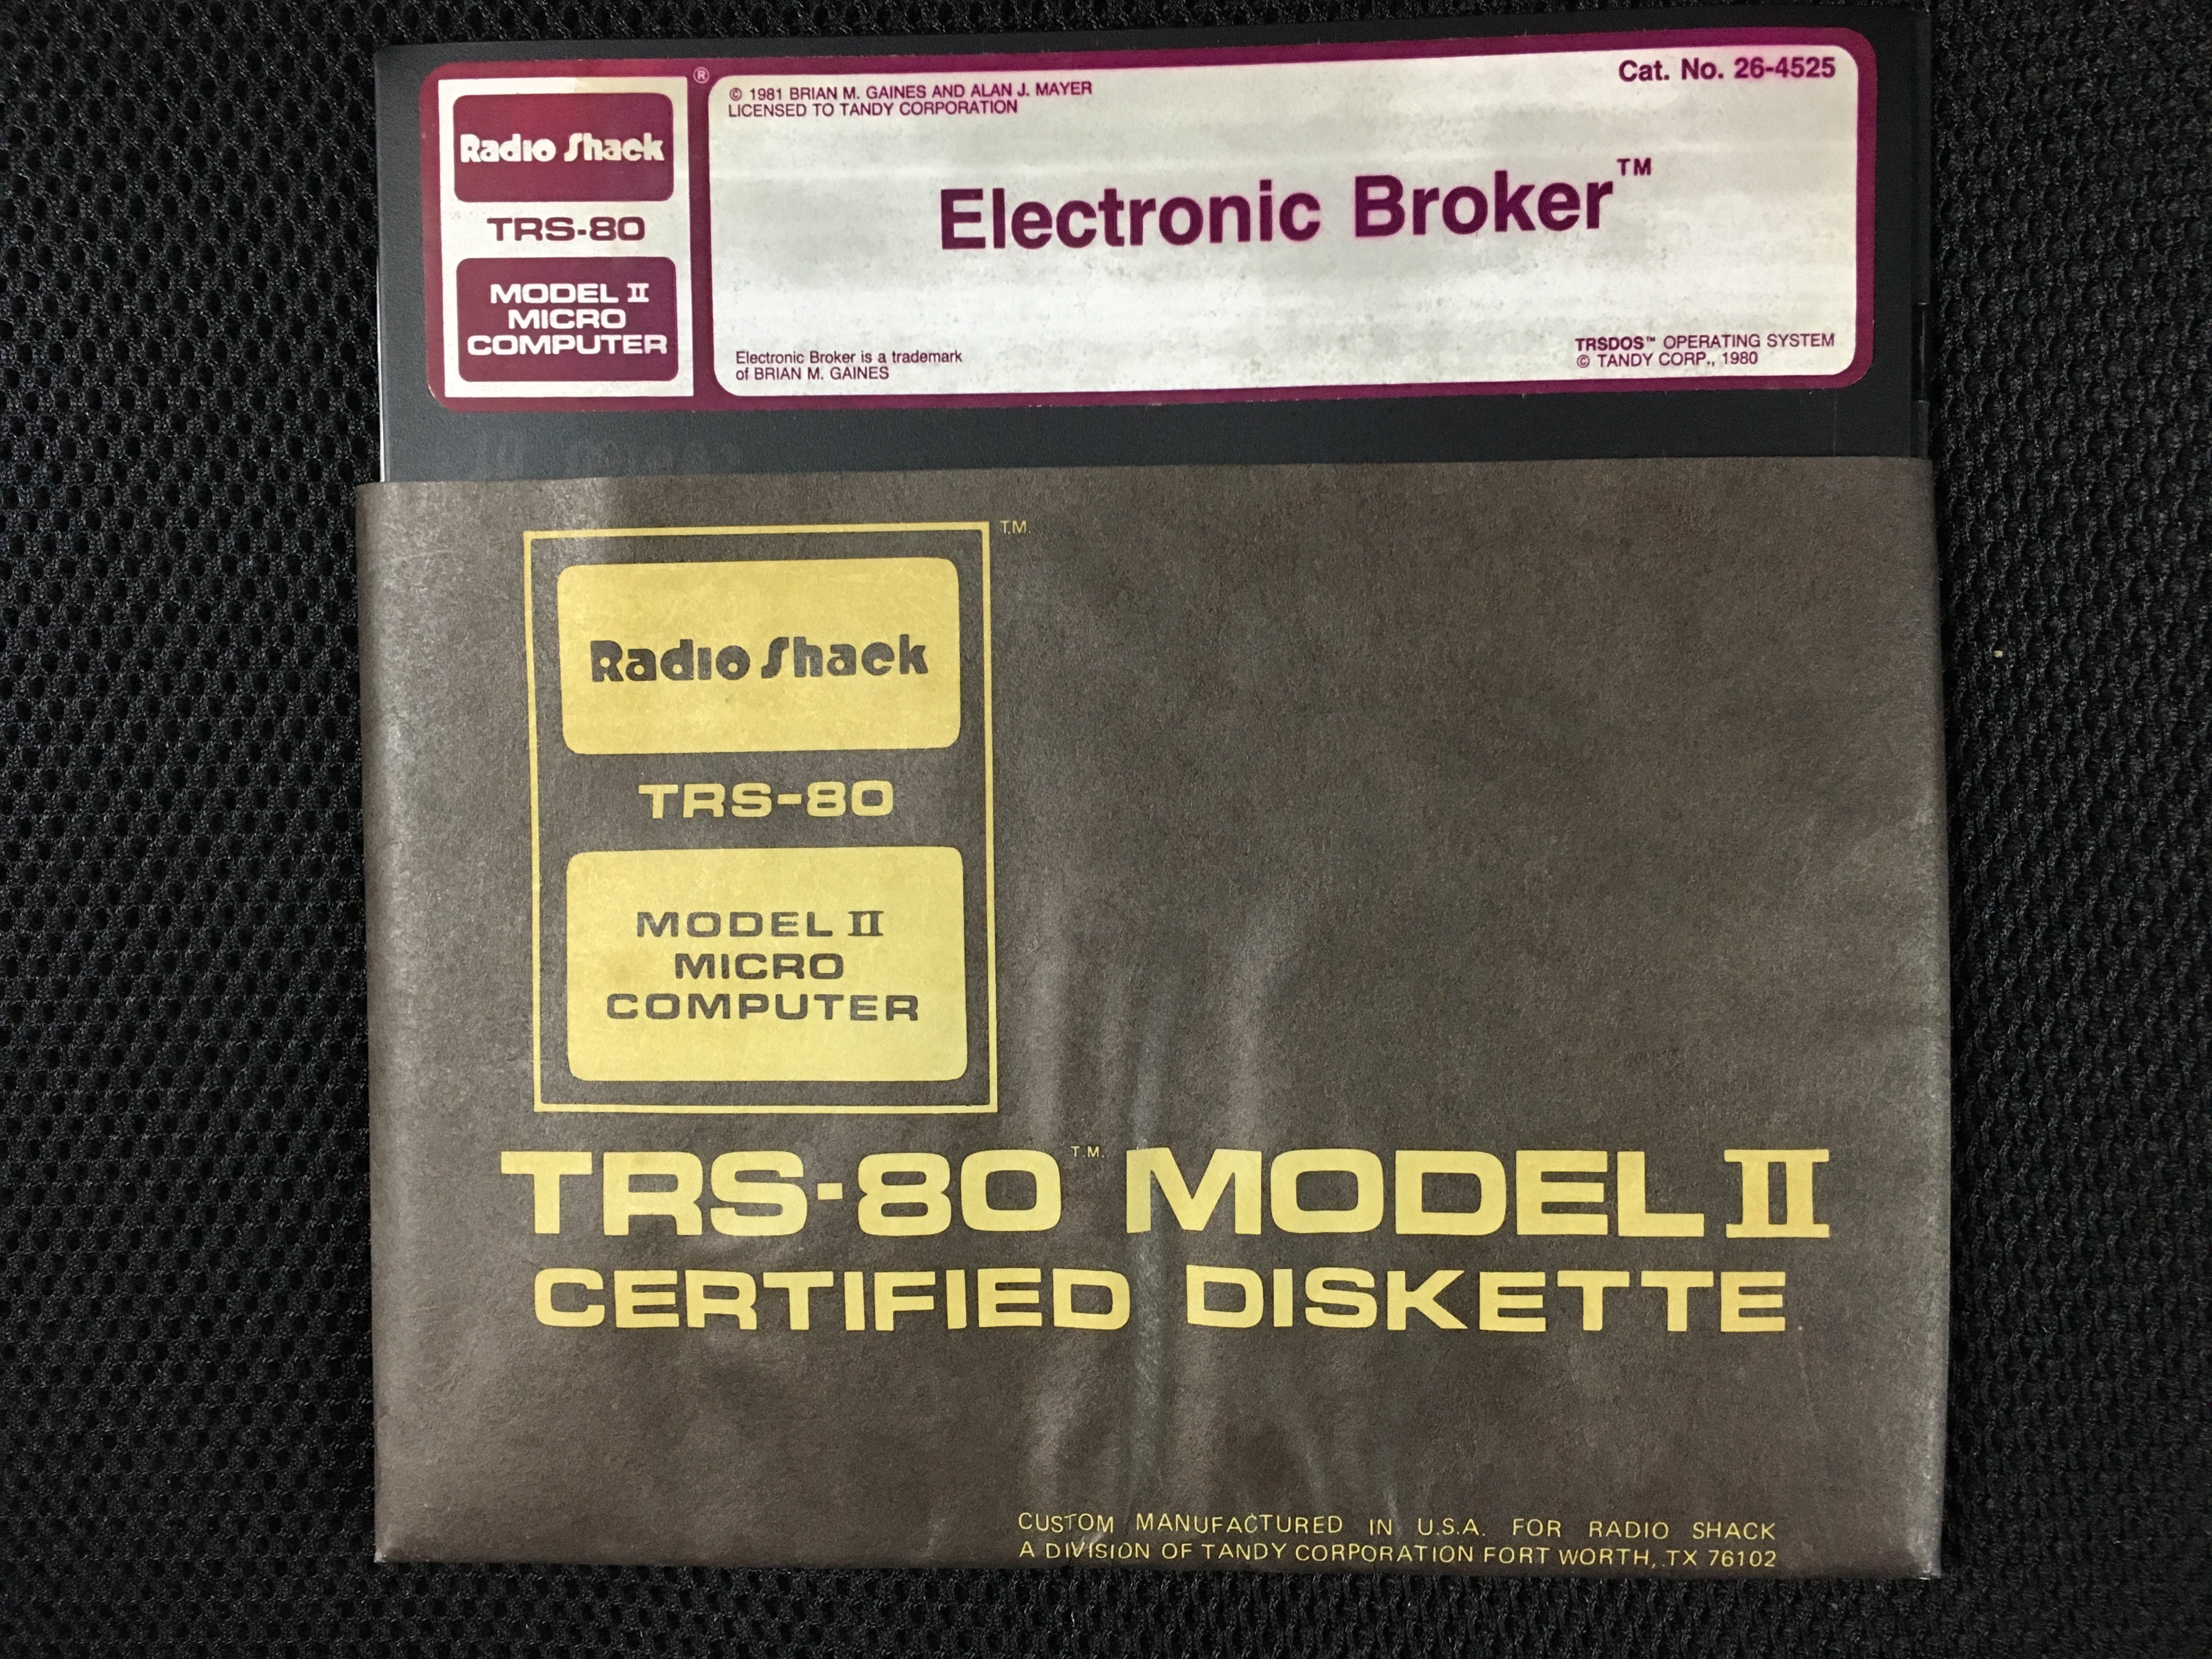 Radio Shack
®
TRS-80
MODEL II
MICRO
COMPUTER
© 1981 BRIAN M. GAINES AND ALAN J. MAYER
LICENSED TO TANDY CORPORATION
Cat. No. 26-4525
Electronic Broker™
Electronic Broker is a trademark
of BRIAN M. GAINES
TRSDOS™ OPERATING SYSTEM
© TANDY CORP., 1980
T.M.
Radio Shack
TRS-80
MODEL II
MICRO
COMPUTER
TRS-80 T.M. MODEL II
CERTIFIED DISKETTE
CUSTOM MANUFACTURED IN U.S.A. FOR RADIO SHACK
A DIVISION OF TANDY CORPORATION FORT WORTH, TX 76102